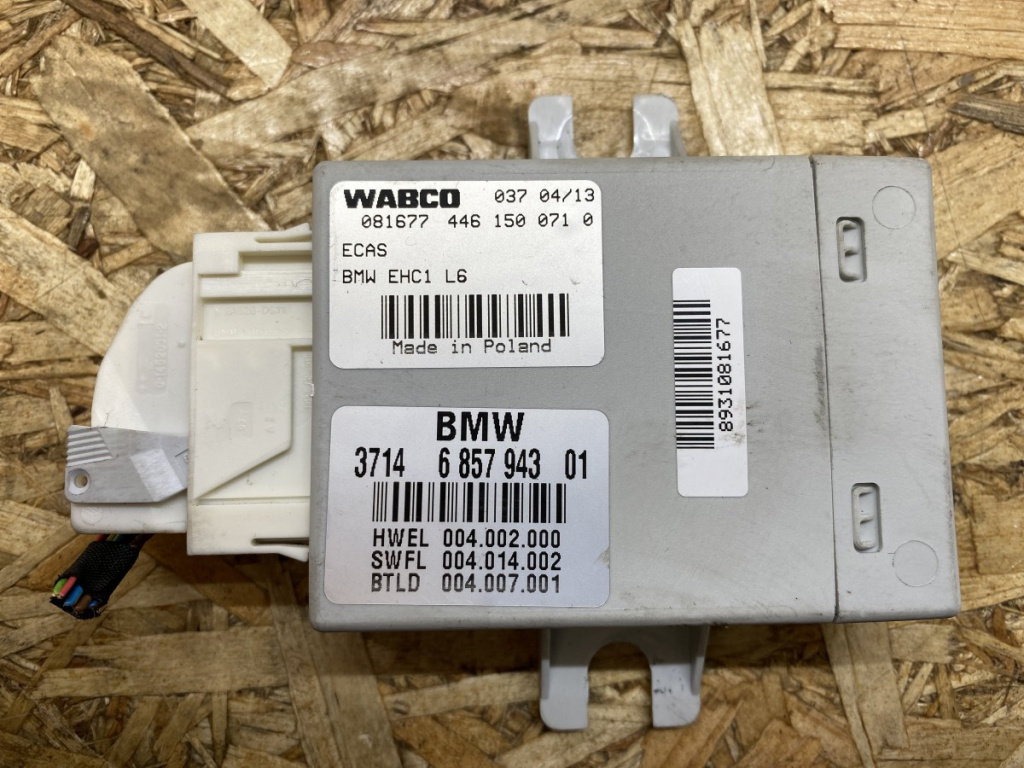 WABCO 037 04/13
081677 446 150 071 0
ECAS
BMW EHC1 L6
Made in Poland
BMW
3714 6 857 943 01
HWEL 004.002.000
SWFL 004.014.002
BTLD 004.007.001
8931081677